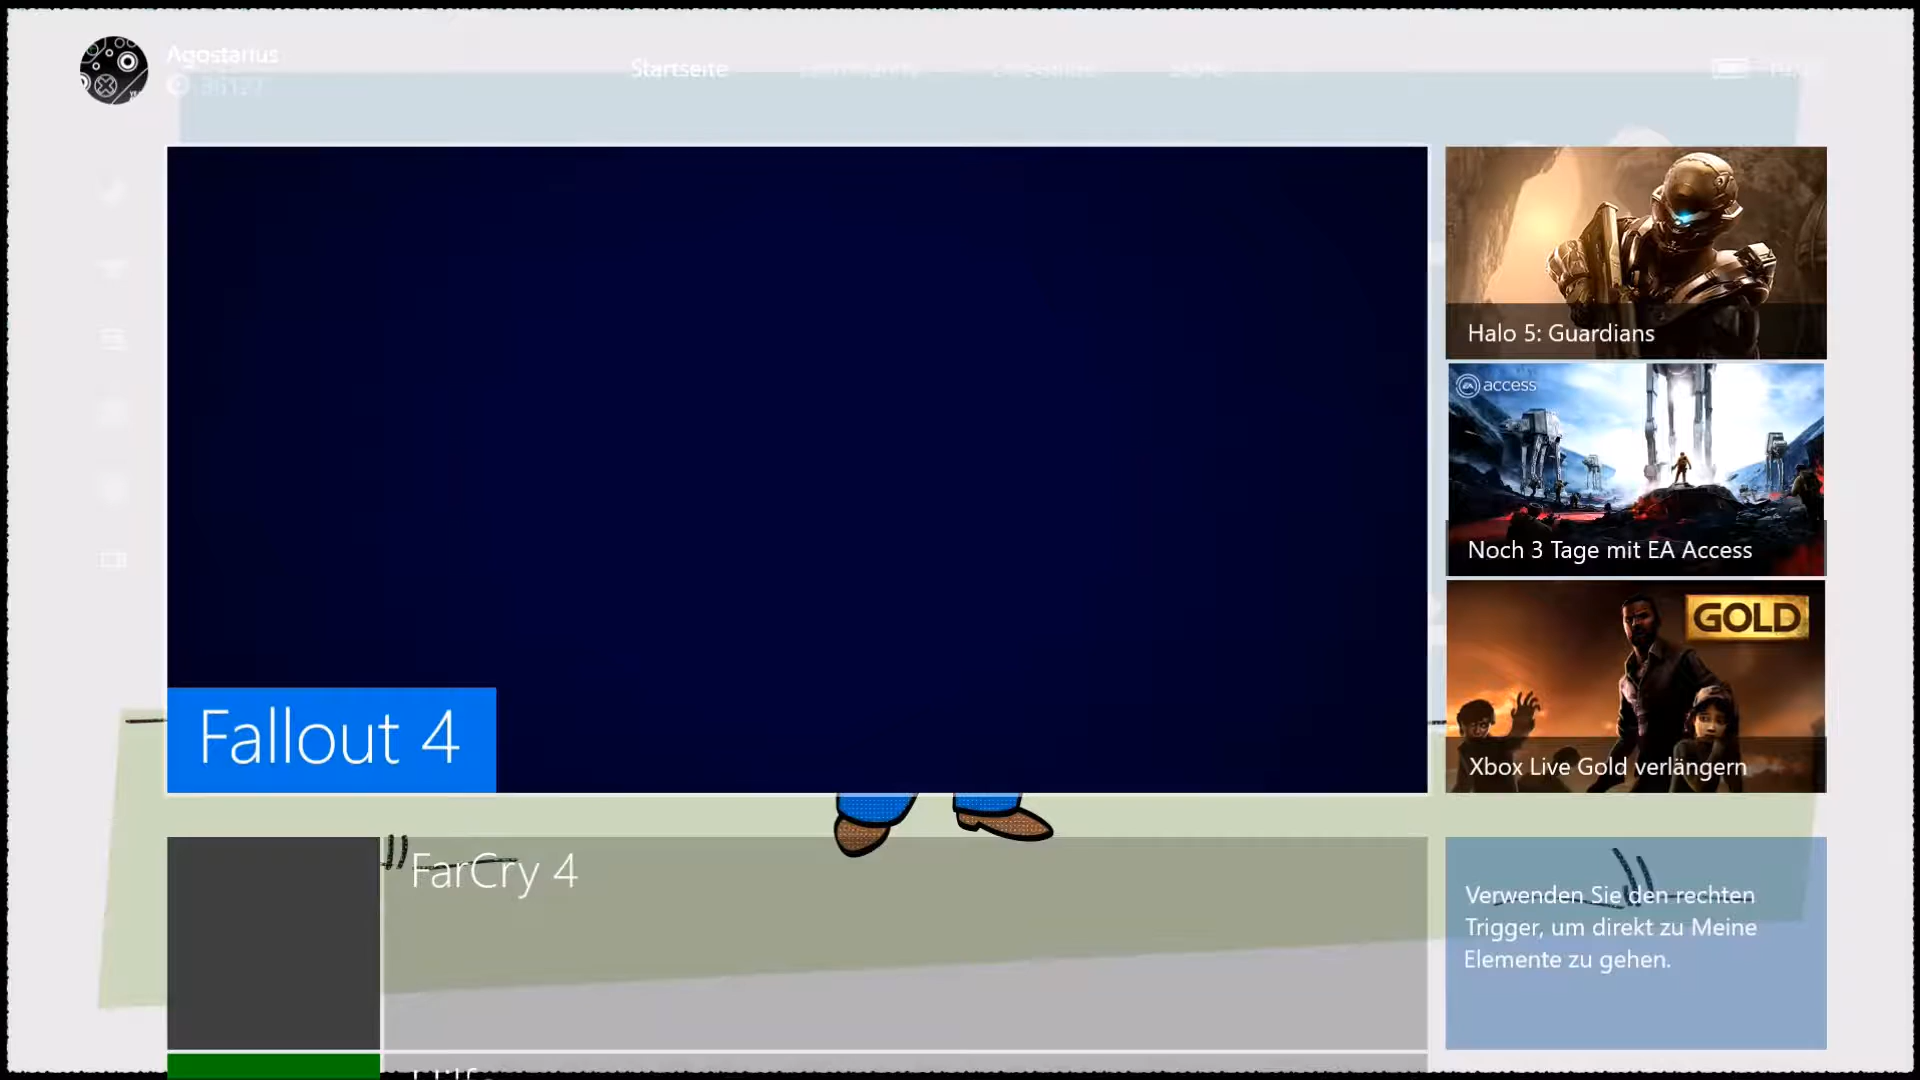 Agostarius
Startseite
Halo 5: Guardians
access
Noch 3 Tage mit EA Access
GOLD
Xbox Live Gold verlängern
Fallout 4
FarCry 4
Verwenden Sie den rechten
Trigger, um direkt zu Meine
Elemente zu gehen.